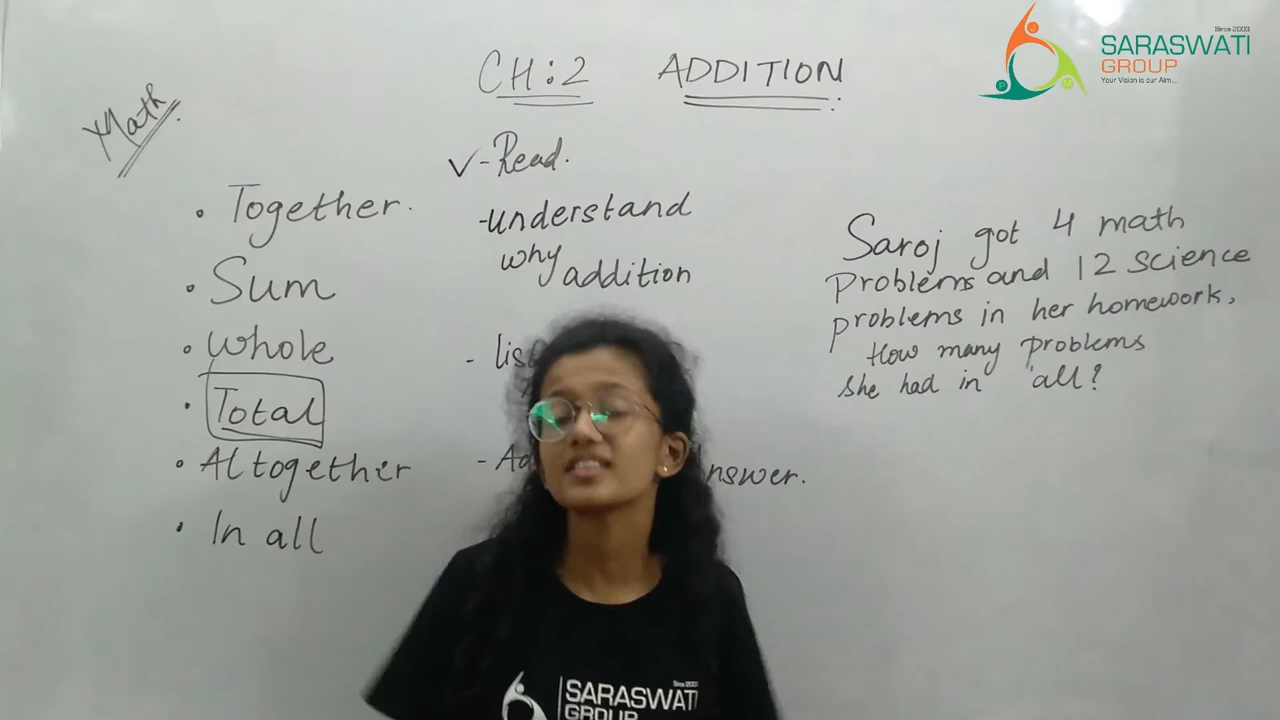 Math
CH:2 ADDITION
• Together.
• Sum
• Whole
• Total
• Altogether
• In all
✓-Read.
-understand
why addition
-
-
Saroj got 4 math
problems and 12 science
problems in her homework,
How many problems
she had in all?
Since 2003
SARASWATI
GROUP
Your Vision is our Aim...
P
M
Since 2003
SARASWATI
GROUP